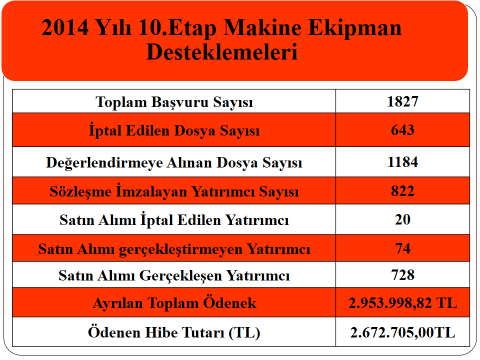 2014 Yılı 10.Etap Makine Ekipman
Desteklemeleri
Toplam Başvuru Sayısı 1827
İptal Edilen Dosya Sayısı 643
Değerlendirmeye Alınan Dosya Sayısı 1184
Sözleşme İmzalayan Yatırımcı Sayısı 822
Satın Alımı İptal Edilen Yatırımcı 20
Satın Alımı gerçekleştirmeyen Yatırımcı 74
Satın Alımı Gerçekleşen Yatırımcı 728
Ayrılan Toplam Ödenek 2.953.998,82 TL
Ödenen Hibe Tutarı (TL) 2.672.705,00TL